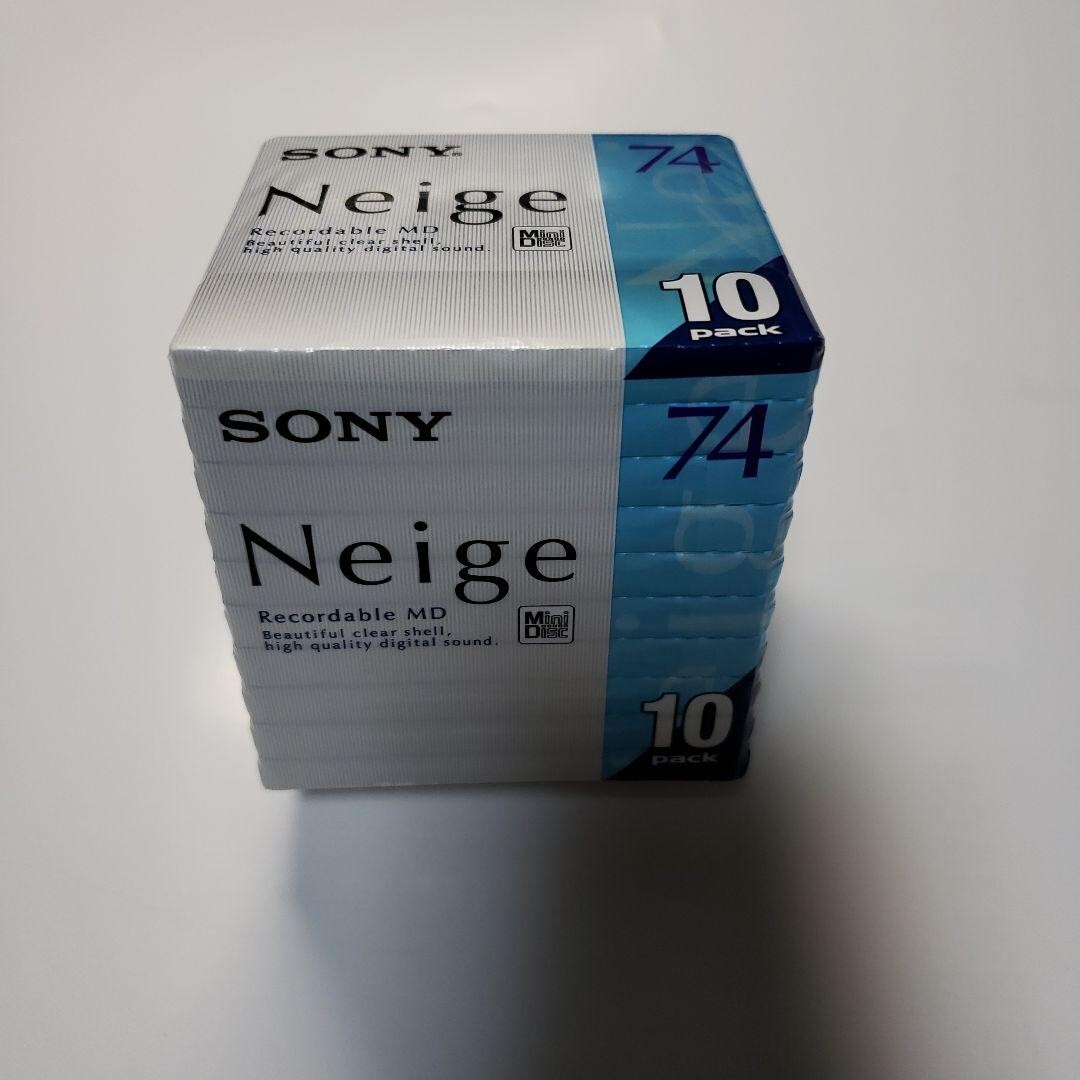 SONY
74
Neige
Recordable MD
Beautiful clear shell,
high quality digital sound.
Mini
Disc
10
pack
SONY
74
Neige
Recordable MD
Beautiful clear shell,
high quality digital sound.
Mini
Disc
10
pack